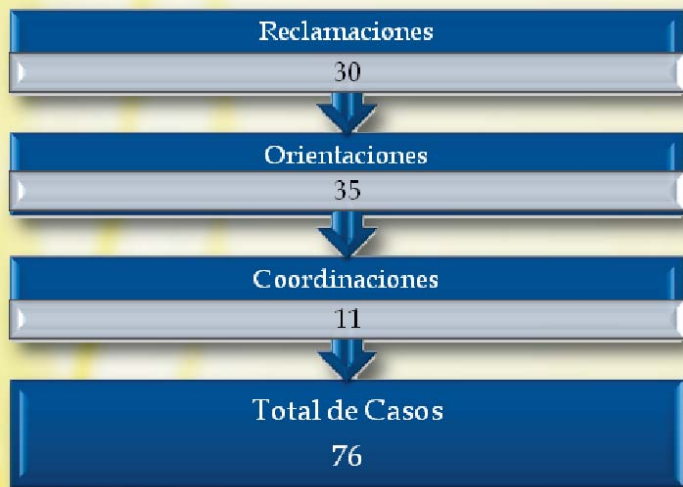 Reclamaciones
30
Orientaciones
35
Coordinaciones
11
Total de Casos
76